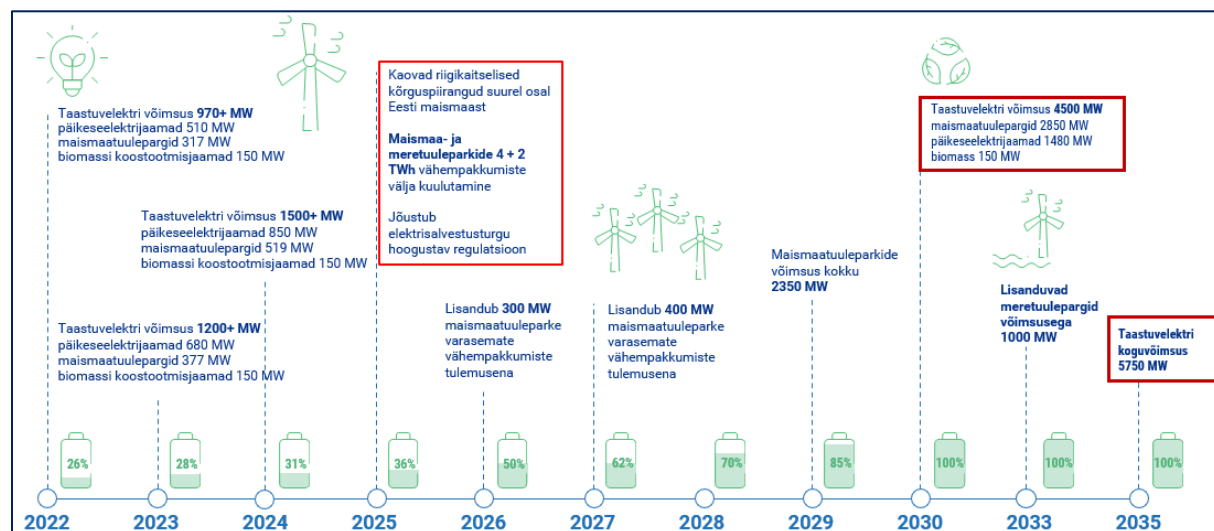 Taastuvelektri võimsus 970+ MW
päikeseelektrijaamad 510 MW
maismaatuulepargid 317 MW
biomassi koostootmisjaamad 150 MW
Taastuvelektri võimsus 1200+ MW
päikeseelektrijaamad 680 MW
maismaatuulepargid 377 MW
biomassi koostootmisjaamad 150 MW
Taastuvelektri võimsus 1500+ MW
päikeseelektrijaamad 850 MW
maismaatuulepargid 519 MW
biomassi koostootmisjaamad 150 MW
Kaovad riigikaitselised
kõrguspiirangud suurel osal
Eesti maismaast
Maismaa- ja
meretuuleparkide 4 + 2
TWh vähempakkumiste
välja kuulutamine
Jõustub
elektrisalvestusturgu
hoogustav regulatsioon
Lisandub 300 MW
maismaatuuleparke
varasemate
vähempakkumiste
tulemusena
Lisandub 400 MW
maismaatuuleparke
varasemate
vähempakkumiste
tulemusena
Maismaatuuleparkide
võimsus kokku
2350 MW
Taastuvelektri võimsus 4500 MW
maismaatuulepargid 2850 MW
päikeseelektrijaamad 1480 MW
biomass 150 MW
Lisanduvad
meretuulepargid
võimsusega
1000 MW
Taastuvelektri
koguvõimsus
5750 MW
26% 28% 31% 36% 50% 62% 70% 85% 100% 100% 100%
2022 2023 2024 2025 2026 2027 2028 2029 2030 2033 2035